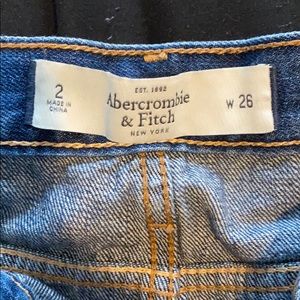 EST. 1892
2
MADE IN
CHINA
Abercrombie
& Fitch
NEW YORK
W 26